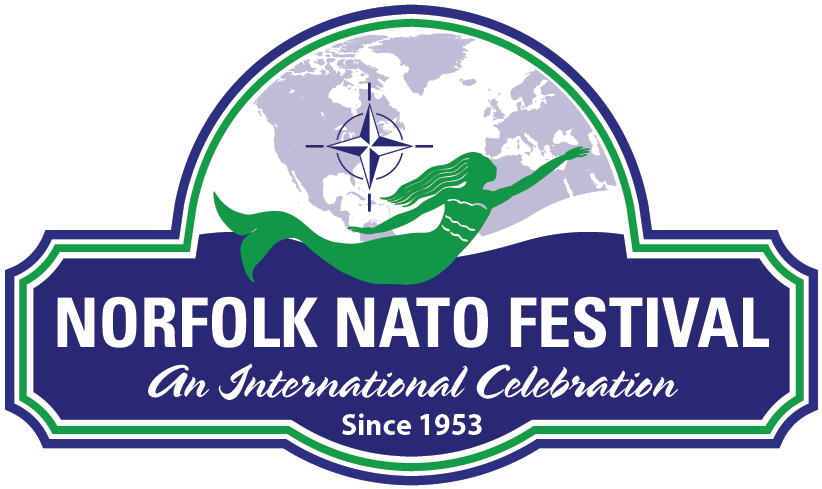 NORFOLK NATO FESTIVAL
An International Celebration
Since 1953